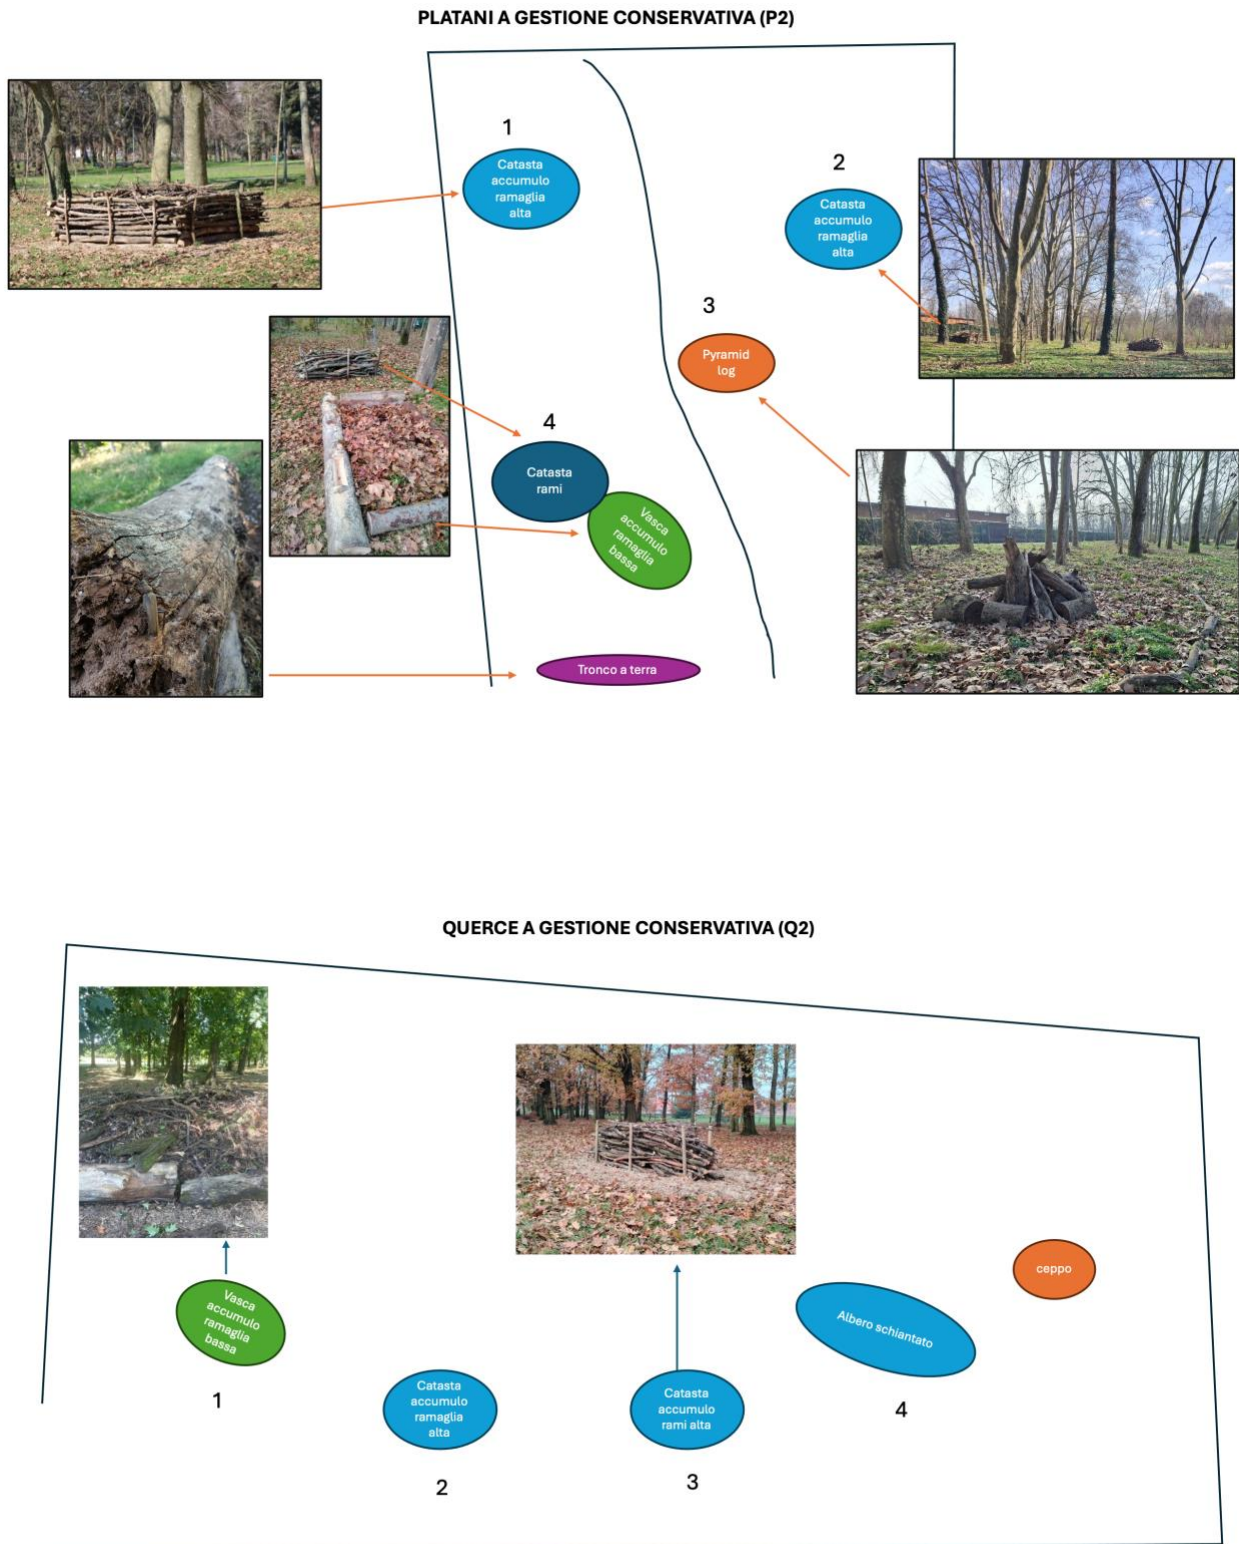 PLATANI A GESTIONE CONSERVATIVA (P2)
1
Catasta
accumulo
ramaglia
alta
2
Catasta
accumulo
ramaglia
alta
3
Pyramid
log
4
Catasta
rami
Vasca
accumulo
ramaglia
bassa
Tronco a terra
QUERCE A GESTIONE CONSERVATIVA (Q2)
ceppo
Vasca
accumulo
ramaglia
bassa
1
Catasta
accumulo
ramaglia
alta
2
Catasta
accumulo
rami alta
3
Albero schiantato
4